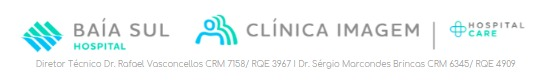 BAÍA SUL
HOSPITAL
CLÍNICA IMAGEM
HOSPITAL
CARE
Diretor Técnico Dr. Rafael Vasconcellos CRM 7158/ RQE 3967 I Dr. Sérgio Marcondes Brincas CRM 6345/ RQE 4909